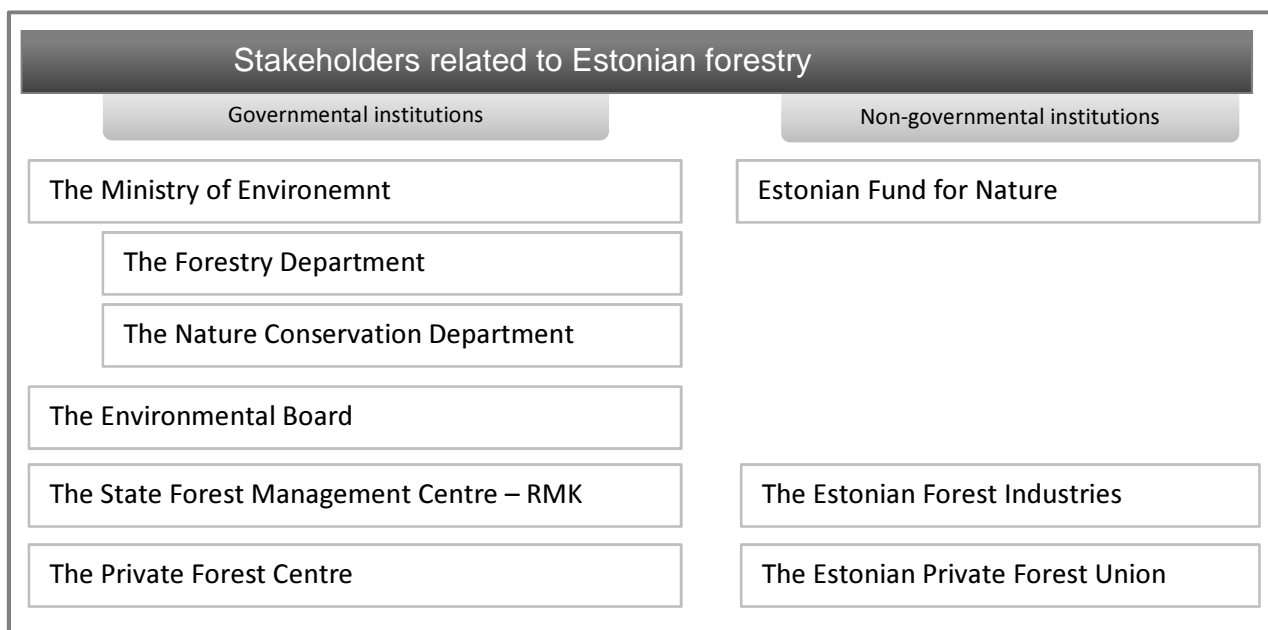 Stakeholders related to Estonian forestry
Governmental institutions
Non-governmental institutions
The Ministry of Environemnt
Estonian Fund for Nature
The Forestry Department
The Nature Conservation Department
The Environmental Board
The State Forest Management Centre – RMK
The Estonian Forest Industries
The Private Forest Centre
The Estonian Private Forest Union